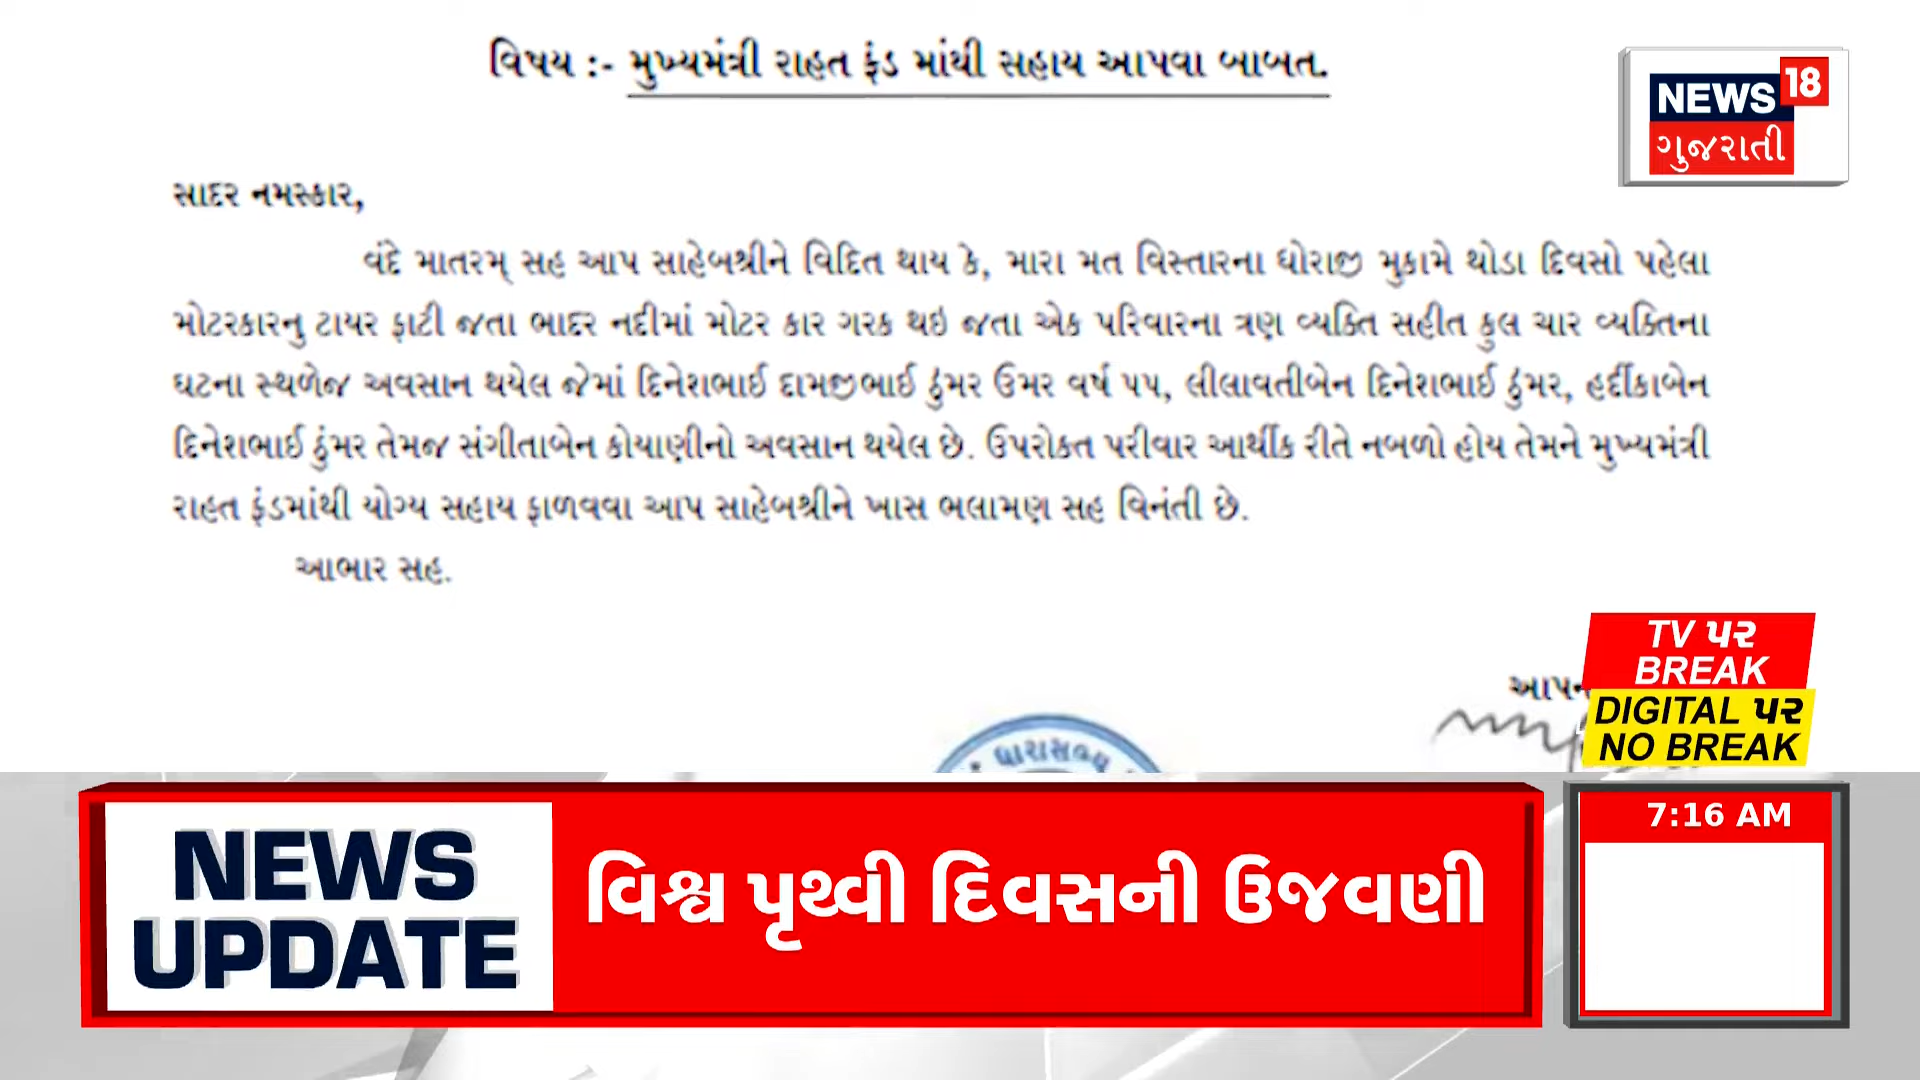 વિષય :- મુખ્યમંત્રી રાહત ફંડ માંથી સહાય આપવા બાબત.
NEWS 18
ગુજરાતી
સાદર નમસ્કાર,
વંદે માતરમ્ સહ આપ સાહેબશ્રીને વિદિત થાય કે, મારા મત વિસ્તારના ધોરાજી મુકામે થોડા દિવસો પહેલા
મોટરકારનુ ટાયર ફાટી જતા ભાદર નદીમાં મોટર કાર ગરક થઇ જતા એક પરિવારના ત્રણ વ્યક્તિ સહીત કુલ ચાર વ્યક્તિના
ઘટના સ્થળેજ અવસાન થયેલ જેમાં દિનેશભાઈ દામજીભાઈ ઠુંમર ઉમર વર્ષ ૫૫, લીલાવતીબેન દિનેશભાઈ ઠુંમર, હર્દીકાબેન
દિનેશભાઈ ઠુંમર તેમજ સંગીતાબેન કોયાણીનો અવસાન થયેલ છે. ઉપરોક્ત પરીવાર આર્થીક રીતે નબળો હોય તેમને મુખ્યમંત્રી
રાહત ફંડમાંથી યોગ્ય સહાય ફાળવવા આપ સાહેબશ્રીને ખાસ ભલામણ સહ વિનંતી છે.
આભાર સહ.
TV પર
BREAK
DIGITAL પર
NO BREAK
ધારાસભ્ય
NEWS
UPDATE
વિશ્વ પૃથ્વી દિવસની ઉજવણી
7:16 AM